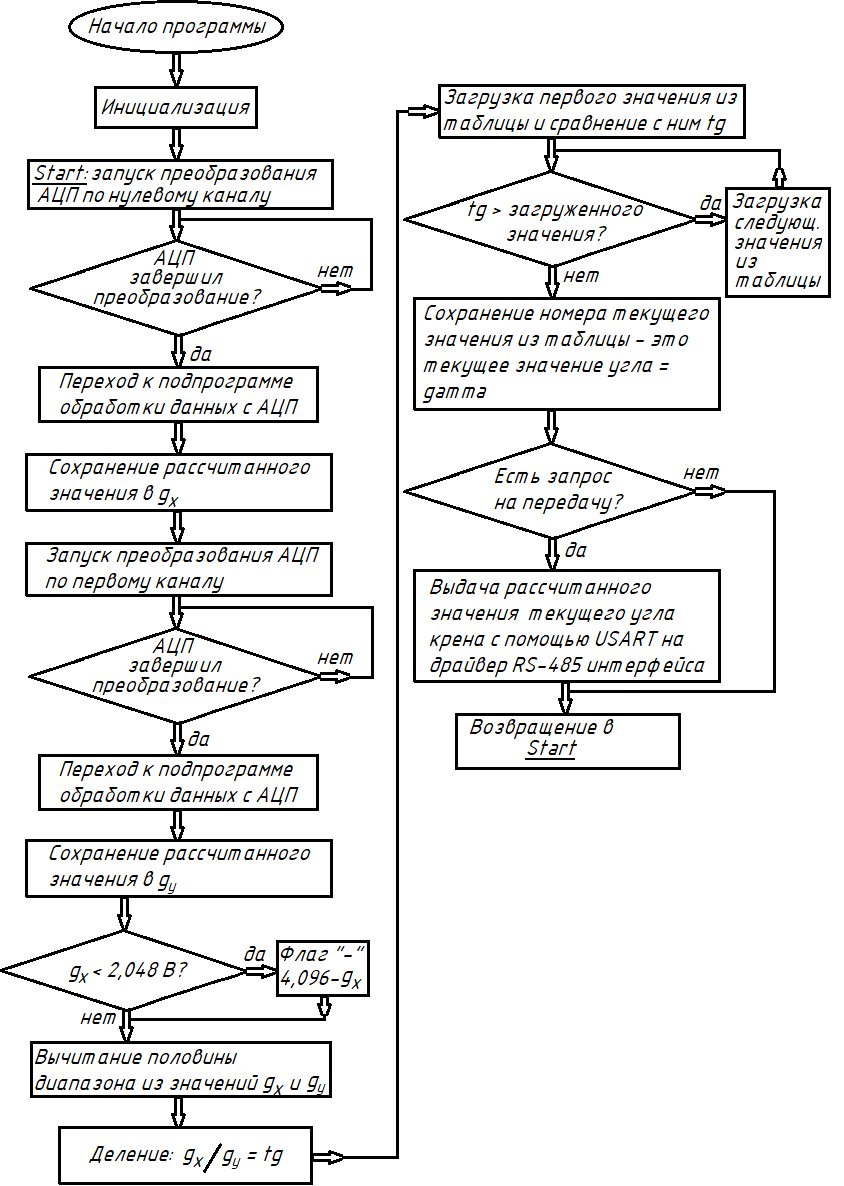 Начало программы
Инициализация
Start: запуск преобразования
АЦП по нулевому каналу
АЦП
завершил
преобразование?
нет
да
Переход к подпрограмме
обработки данных с АЦП
Сохранение рассчитанного
значения в gx
Запуск преобразования АЦП
по первому каналу
АЦП
завершил
преобразование?
нет
да
Переход к подпрограмме
обработки данных с АЦП
Сохранение рассчитанного
значения в gy
gx < 2,048 В?
да
Флаг "-"
4,096-gx
нет
Вычитание половины
диапазона из значений gx и gy
Деление: gx/gy = tg
Загрузка первого значения из
таблицы и сравнение с ним tg
tg > загруженного
значения?
да
Загрузка
следующ.
значения
из
таблицы
нет
Сохранение номера текущего
значения из таблицы - это
текущее значение угла =
gamma
Есть запрос
на передачу?
нет
да
Выдача рассчитанного
значения текущего угла
крена с помощью USART на
драйвер RS-485 интерфейса
Возвращение в
Start